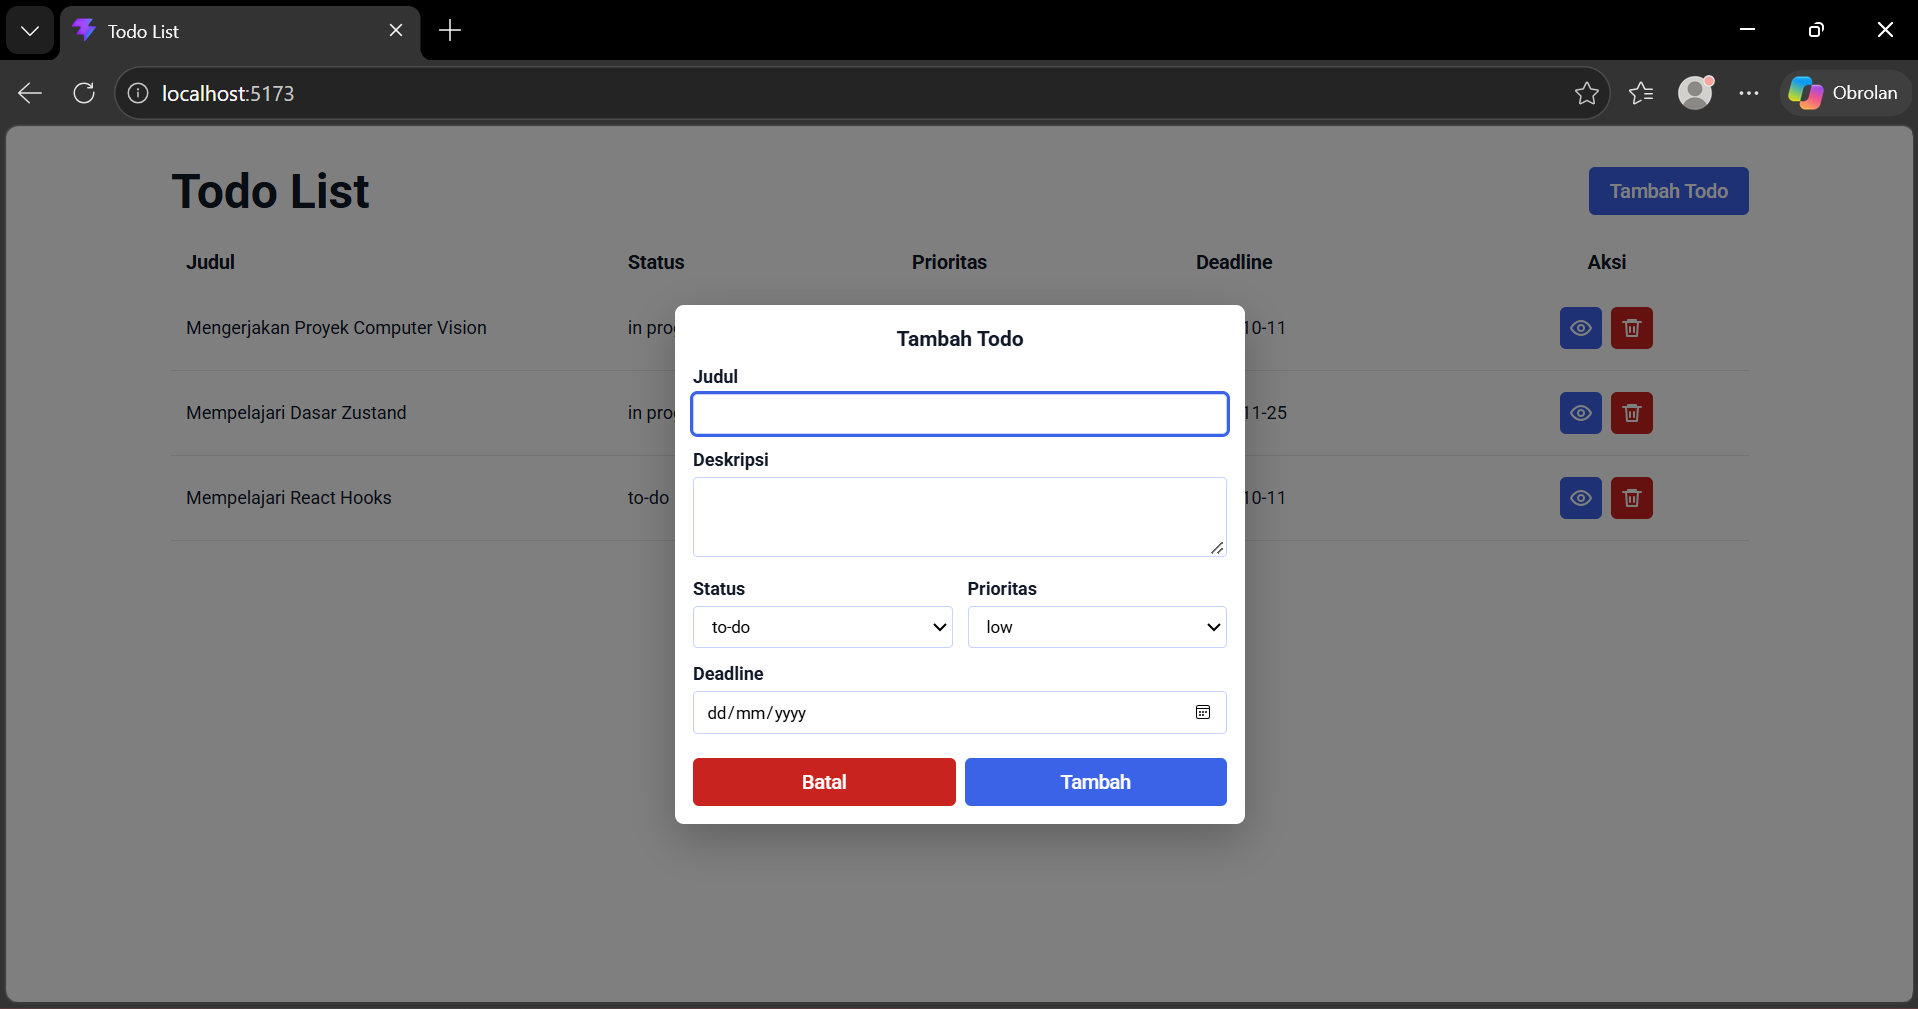 Todo List
localhost:5173
Obrolan
Todo List
Tambah Todo
Judul Status Prioritas Deadline Aksi
Mengerjakan Proyek Computer Vision in 10-11
Mempelajari Dasar Zustand in 11-25
Mempelajari React Hooks to-do 10-11
Tambah Todo
Judul
Deskripsi
Status Prioritas
to-do low
Deadline
dd/mm/yyyy
Batal Tambah